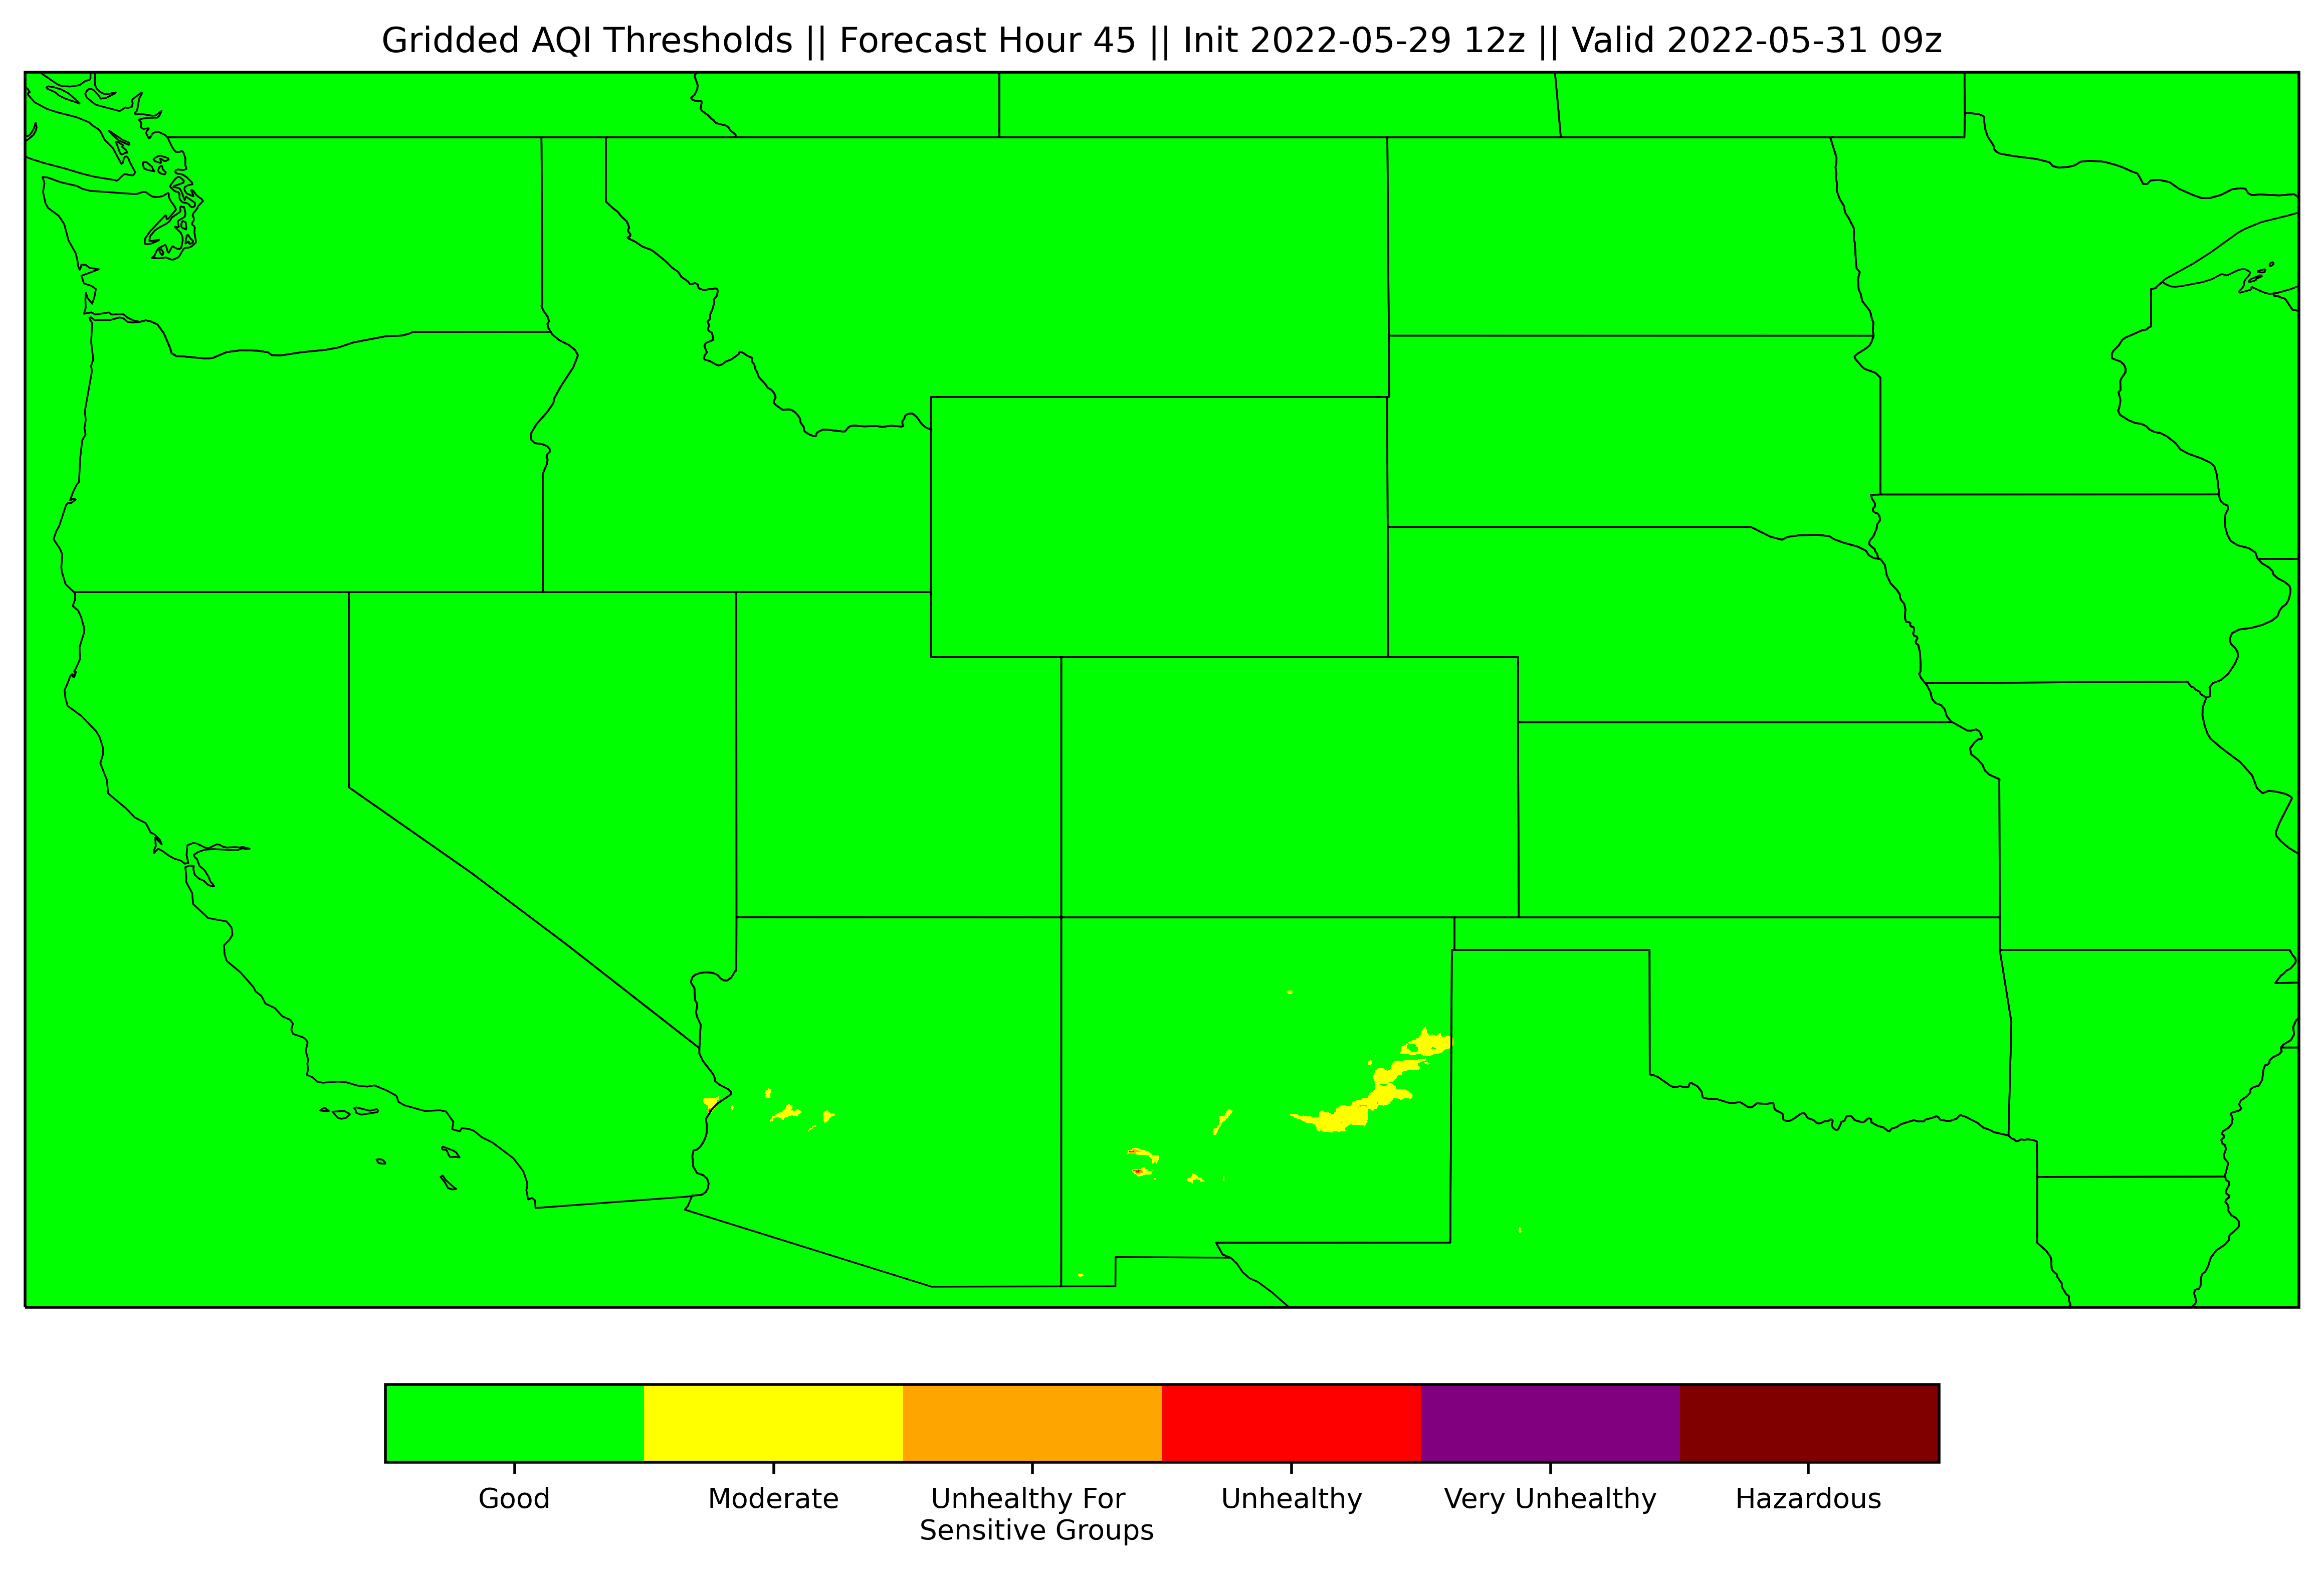 Gridded AQI Thresholds || Forecast Hour 45 || Init 2022-05-29 12z || Valid 2022-05-31 09z
Good
Moderate
Unhealthy For
Sensitive Groups
Unhealthy
Very Unhealthy
Hazardous